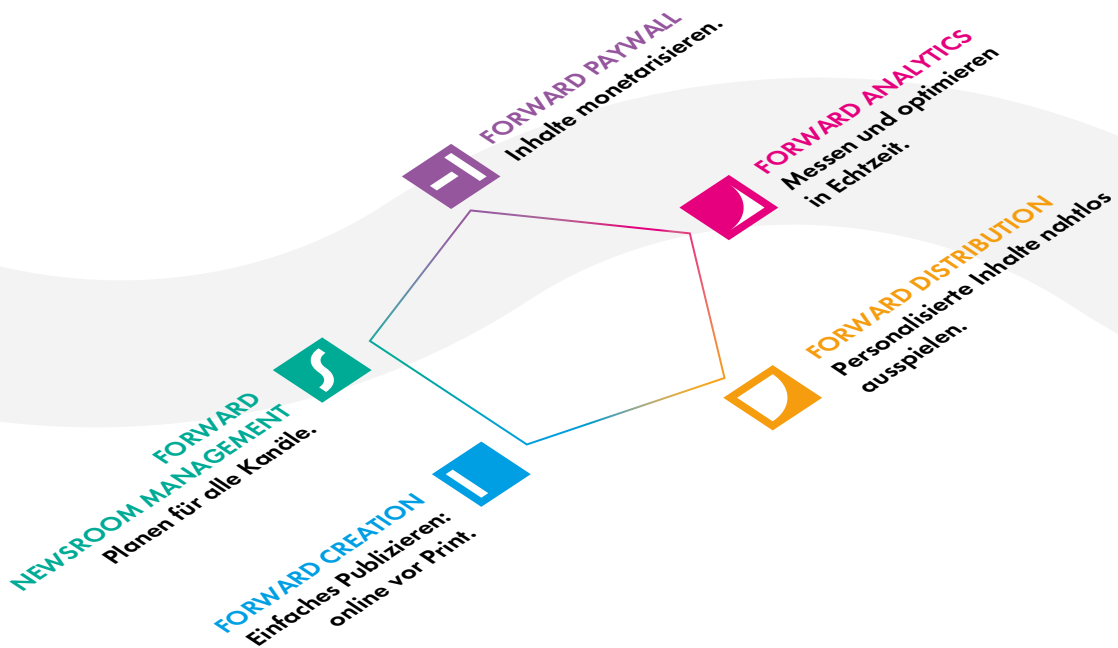 FORWARD PAYWALL
Inhalte monetarisieren.
FORWARD ANALYTICS
Messen und optimieren
in Echtzeit.
FORWARD DISTRIBUTION
Personalisierte Inhalte nahtlos
ausspielen.
FORWARD
NEWSROOM MANAGEMENT
Planen für alle Kanäle.
FORWARD CREATION
Einfaches Publizieren:
online vor Print.